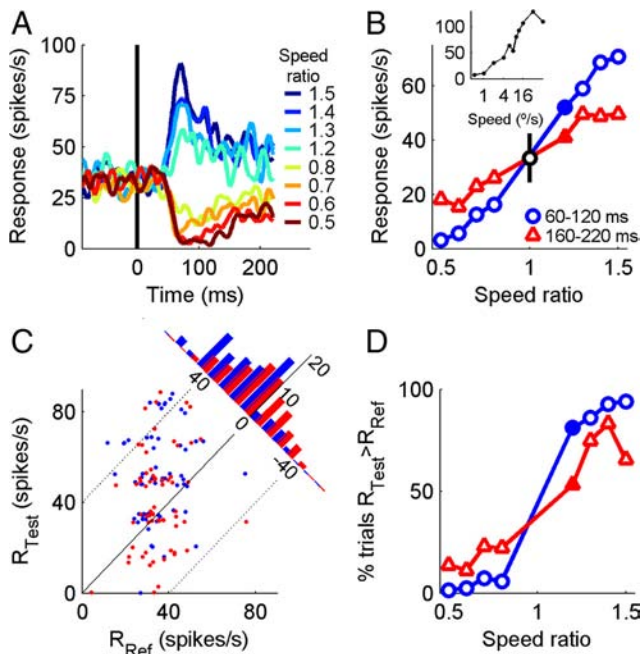 A
Response (spikes/s)
100
75
50
25
0
0 100 200
Time (ms)
Speed
ratio
1.5
1.4
1.3
1.2
0.8
0.7
0.6
0.5
B
Response (spikes/s)
80
60
40
20
0
0.5 1 1.5
Speed ratio
100
50
0
1 4 16
Speed (º/s)
60-120 ms
160-220 ms
C
R_Test (spikes/s)
80
40
0
0 40 80
R_Ref (spikes/s)
40
0
-40
10
20
D
% trials R_Test>R_Ref
100
50
0
0.5 1 1.5
Speed ratio